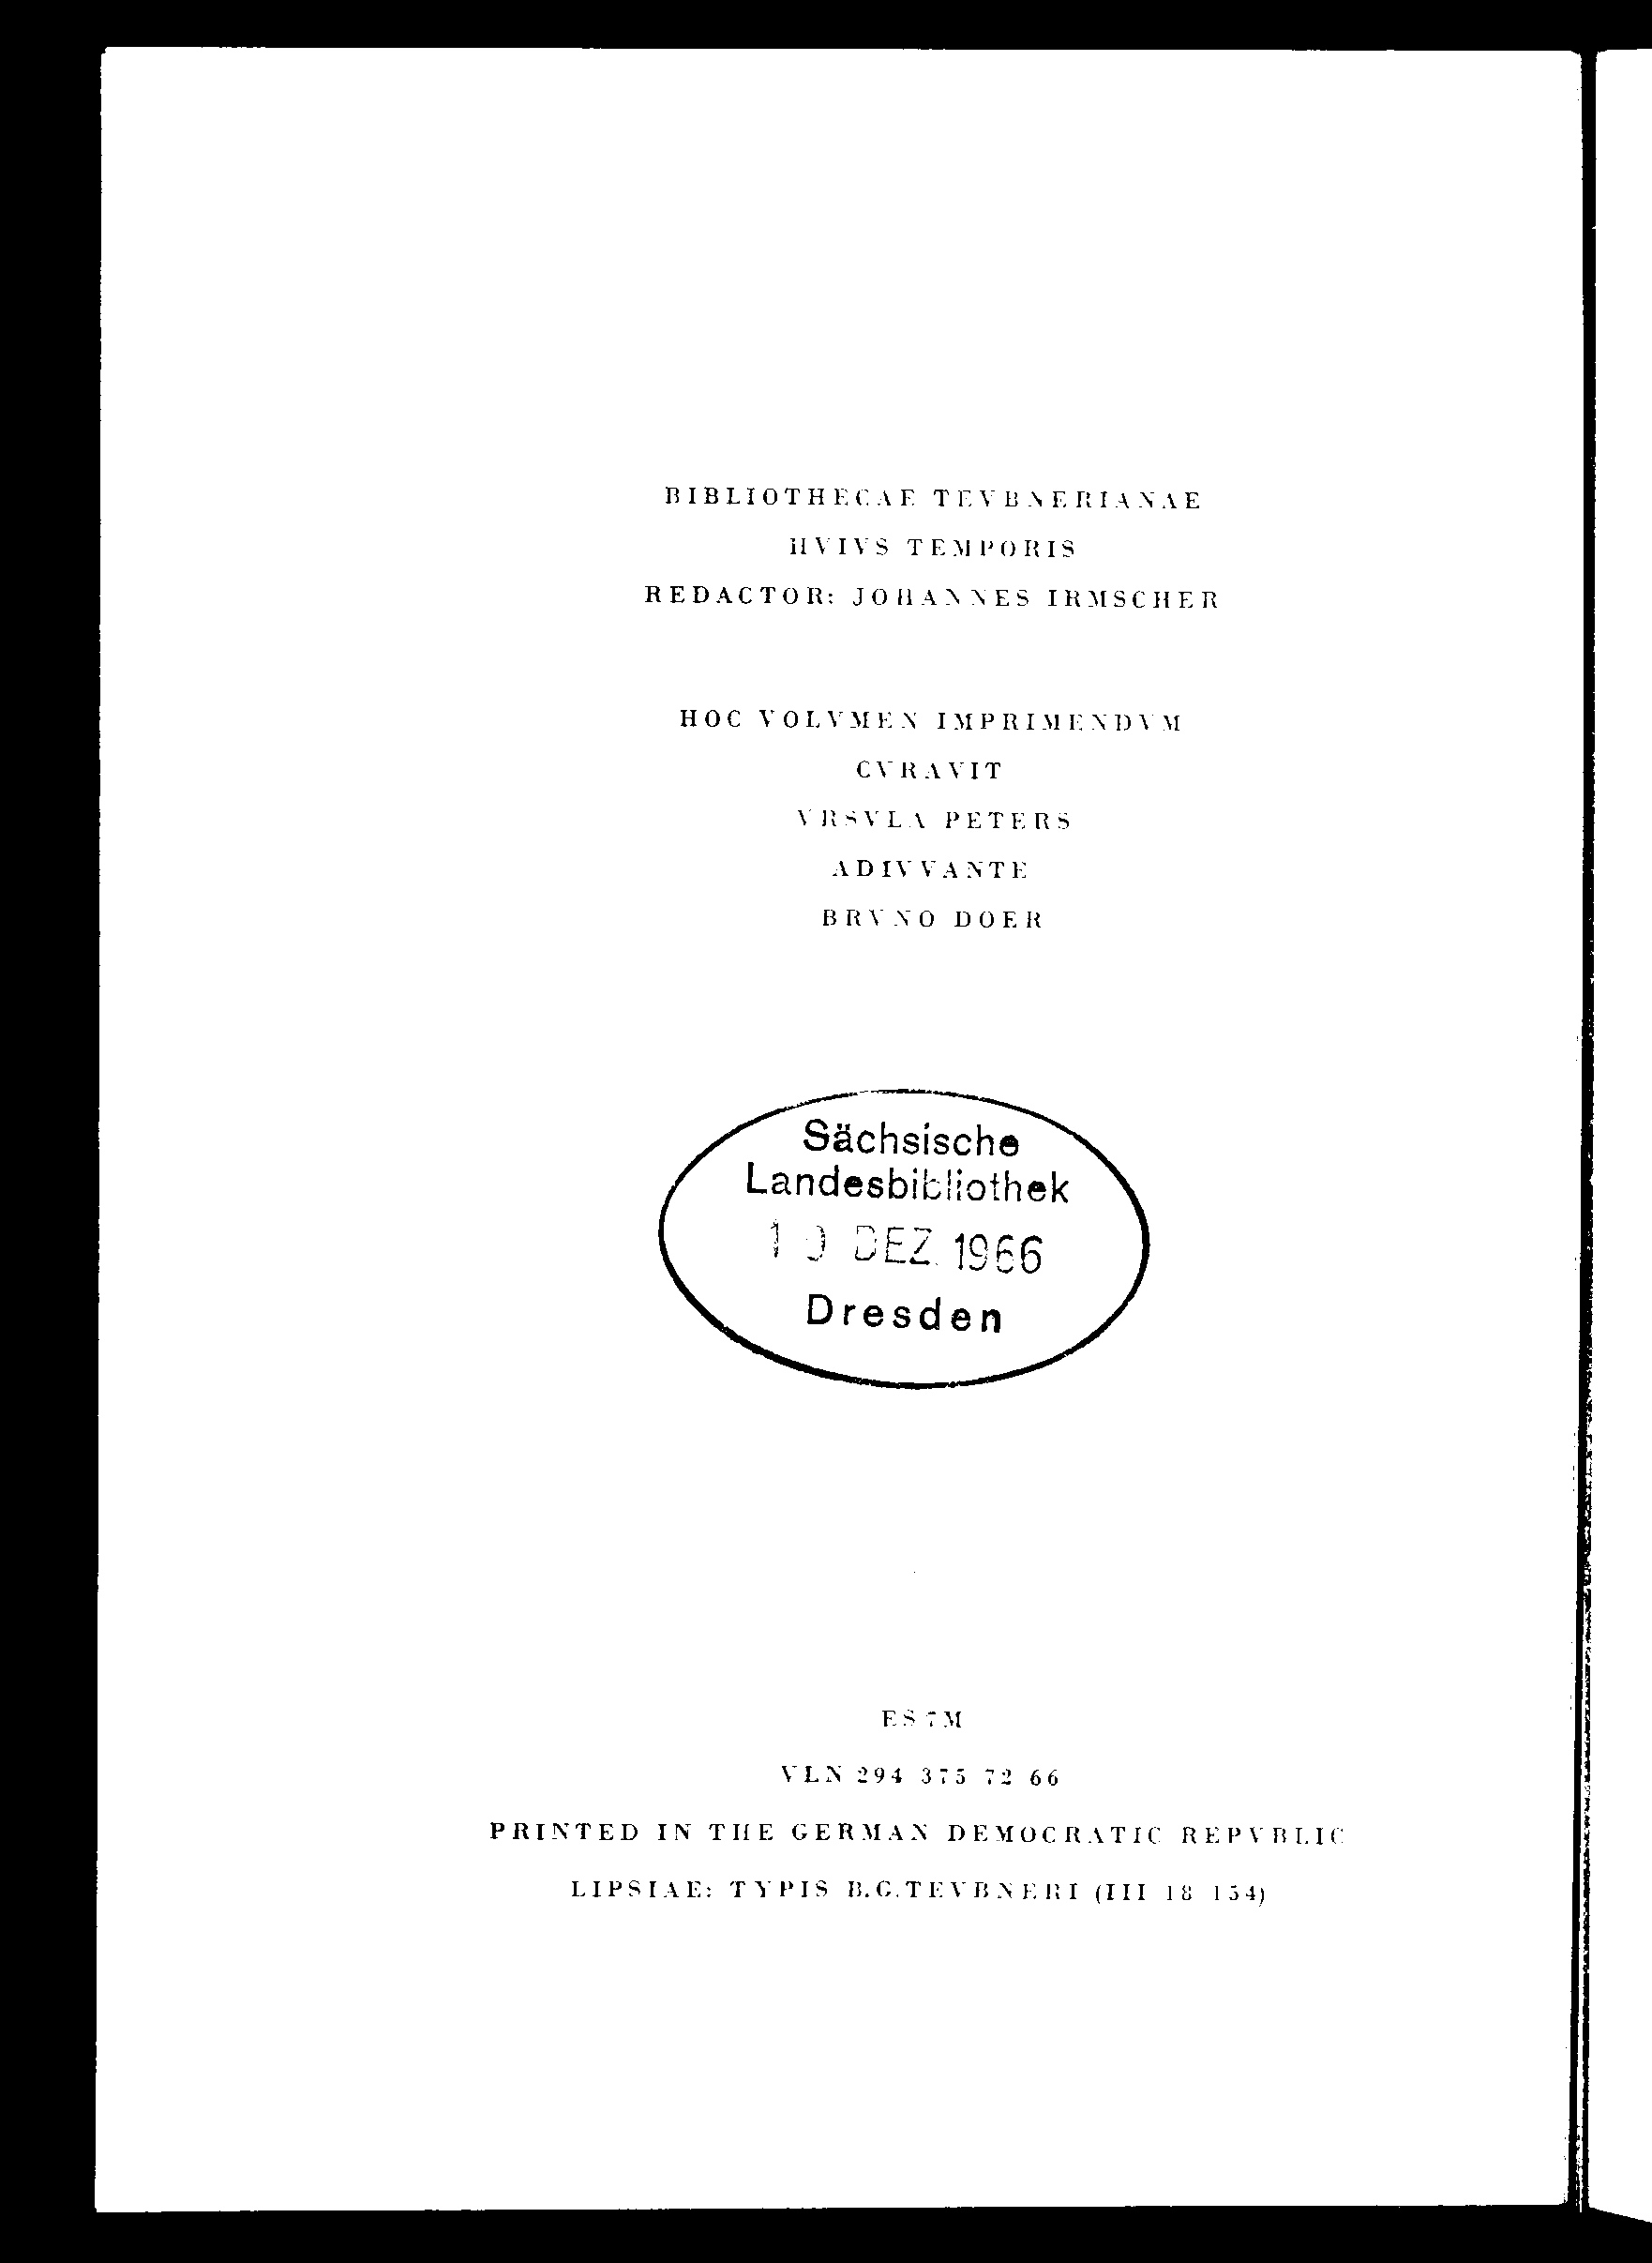 BIBLIOTHECAE TEVBNERIANAE
HVIVS TEMPORIS
REDACTOR: JOHANNES IRMSCHER
HOC VOLVMEN IMPRIMENDVM
CVRAVIT
VRSVLA PETERS
ADIVVANTE
BRVNO DOER
Sächsische
Landesbibliothek
DEZ. 1966
Dresden
ES 7M
VLN 294 375 72 66
PRINTED IN THE GERMAN DEMOCRATIC REPVBLIC
LIPSIAE: TYPIS B.G.TEVBNERI (III 18 154)